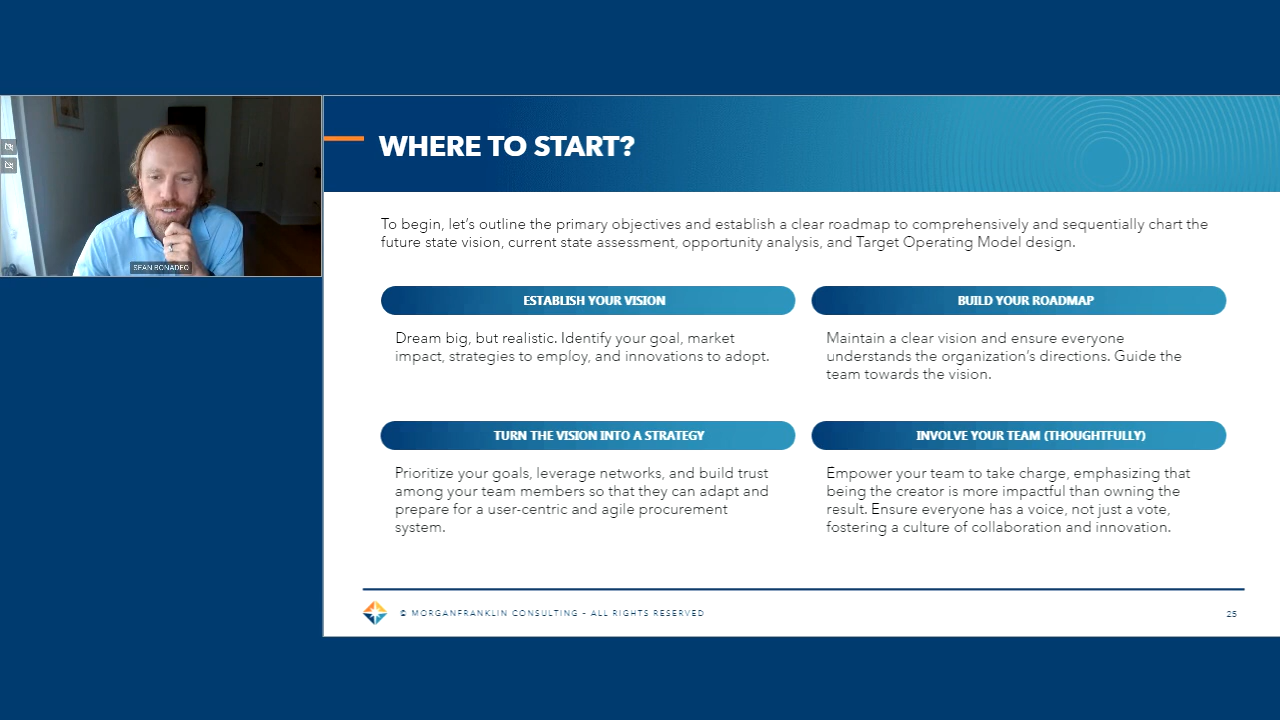 SEAN BONADEO
WHERE TO START?
To begin, let's outline the primary objectives and establish a clear roadmap to comprehensively and sequentially chart the
future state vision, current state assessment, opportunity analysis, and Target Operating Model design.
ESTABLISH YOUR VISION
Dream big, but realistic. Identify your goal, market
impact, strategies to employ, and innovations to adopt.
BUILD YOUR ROADMAP
Maintain a clear vision and ensure everyone
understands the organization's directions. Guide the
team towards the vision.
TURN THE VISION INTO A STRATEGY
Prioritize your goals, leverage networks, and build trust
among your team members so that they can adapt and
prepare for a user-centric and agile procurement
system.
INVOLVE YOUR TEAM (THOUGHTFULLY)
Empower your team to take charge, emphasizing that
being the creator is more impactful than owning the
result. Ensure everyone has a voice, not just a vote,
fostering a culture of collaboration and innovation.
© MORGANFRANKLIN CONSULTING - ALL RIGHTS RESERVED
25